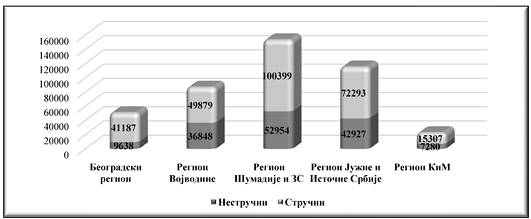 160000
140000
120000
100000
80000
60000
40000
20000
0
41187
9638
49879
36848
100399
52954
72293
42927
15307
7280
Београдски регион
Регион Војводине
Регион Шумадије и ЗС
Регион Јужне и Источне Србије
Регион КиМ
Нестручни
Стручни